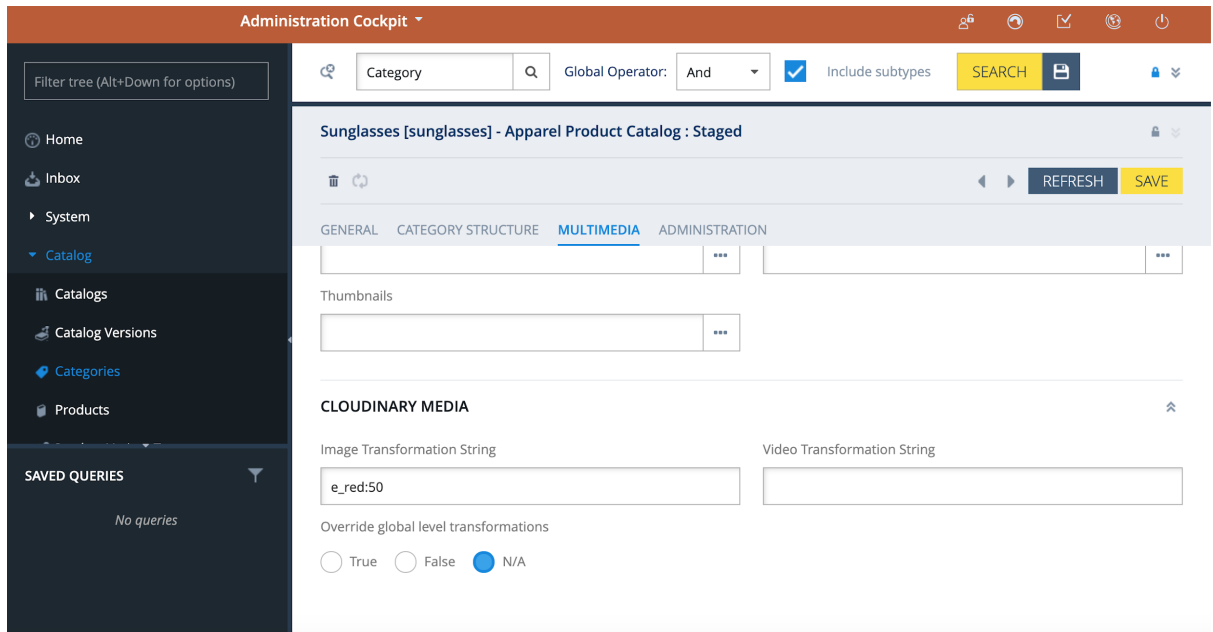 Administration Cockpit
Filter tree (Alt+Down for options)
Category
Global Operator:
And
Include subtypes
SEARCH
Home
Inbox
System
Catalog
Catalogs
Catalog Versions
Categories
Products
SAVED QUERIES
No queries
Sunglasses [sunglasses] - Apparel Product Catalog : Staged
REFRESH
SAVE
GENERAL CATEGORY STRUCTURE MULTIMEDIA ADMINISTRATION
Thumbnails
CLOUDINARY MEDIA
Image Transformation String
Video Transformation String
e_red:50
Override global level transformations
True False N/A